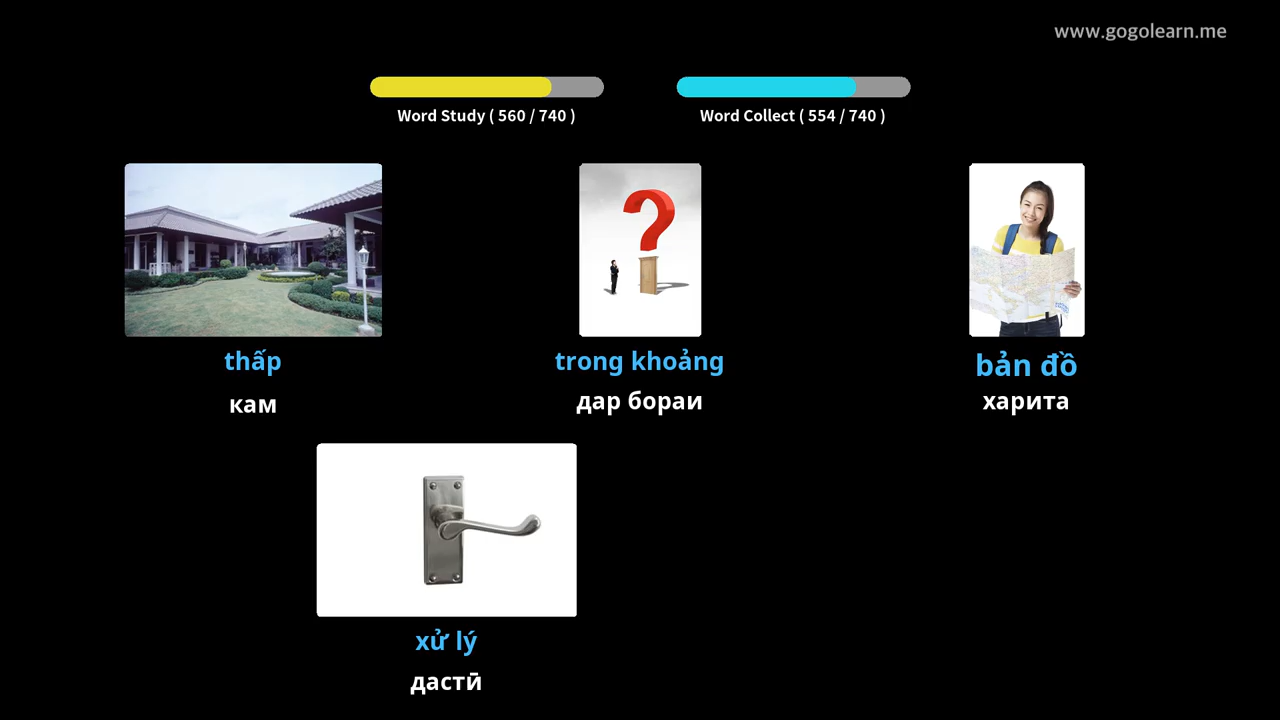 www.gogolearn.me
Word Study ( 560 / 740 )
Word Collect ( 554 / 740 )
thấp
кам
trong khoảng
дар бораи
bản đồ
харита
xử lý
дастӣ